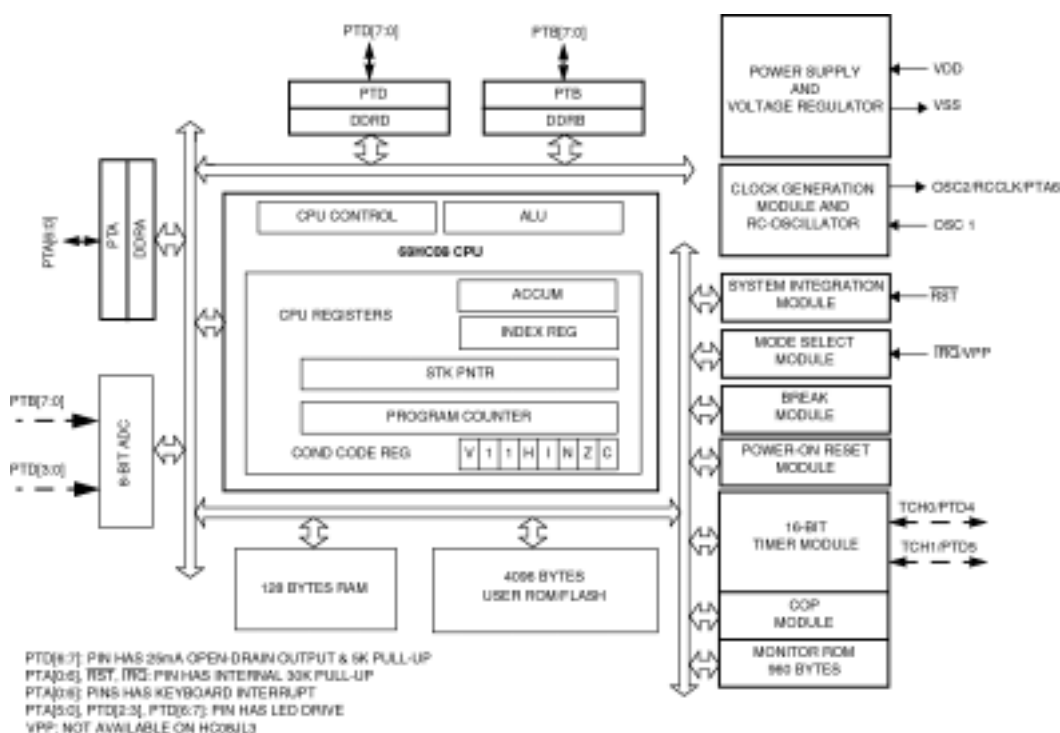 PTD[7:0]
PTB[7:0]
PTD
DDRD
PTB
DDRB
POWER SUPPLY
AND
VOLTAGE REGULATOR
VDD
VSS
PTA[6:0]
PTA
DDRA
CLOCK GENERATION
MODULE AND
RC-OSCILLATOR
OSC2/RCCLK/PTA6
OSC 1
CPU CONTROL
ALU
68HC08 CPU
CPU REGISTERS
ACCUM
INDEX REG
STK PNTR
PROGRAM COUNTER
COND CODE REG
V 1 1 H I N Z C
SYSTEM INTEGRATION
MODULE
RST
MODE SELECT
MODULE
IRQ/VPP
BREAK
MODULE
POWER-ON RESET
MODULE
PTB[7:0]
PTD[3:0]
8-BIT ADC
16-BIT
TIMER MODULE
TCH0/PTD4
TCH1/PTD5
128 BYTES RAM
4096 BYTES
USER ROM/FLASH
COP
MODULE
MONITOR ROM
960 BYTES
PTD[6:7]: PIN HAS 25mA OPEN-DRAIN OUTPUT & 5K PULL-UP
PTA[0:6], RST, IRQ: PIN HAS INTERNAL 30K PULL-UP
PTA[0:6]: PINS HAS KEYBOARD INTERRUPT
PTA[5:0], PTD[2:3], PTD[6:7]: PIN HAS LED DRIVE
VPP: NOT AVAILABLE ON HC08JL3